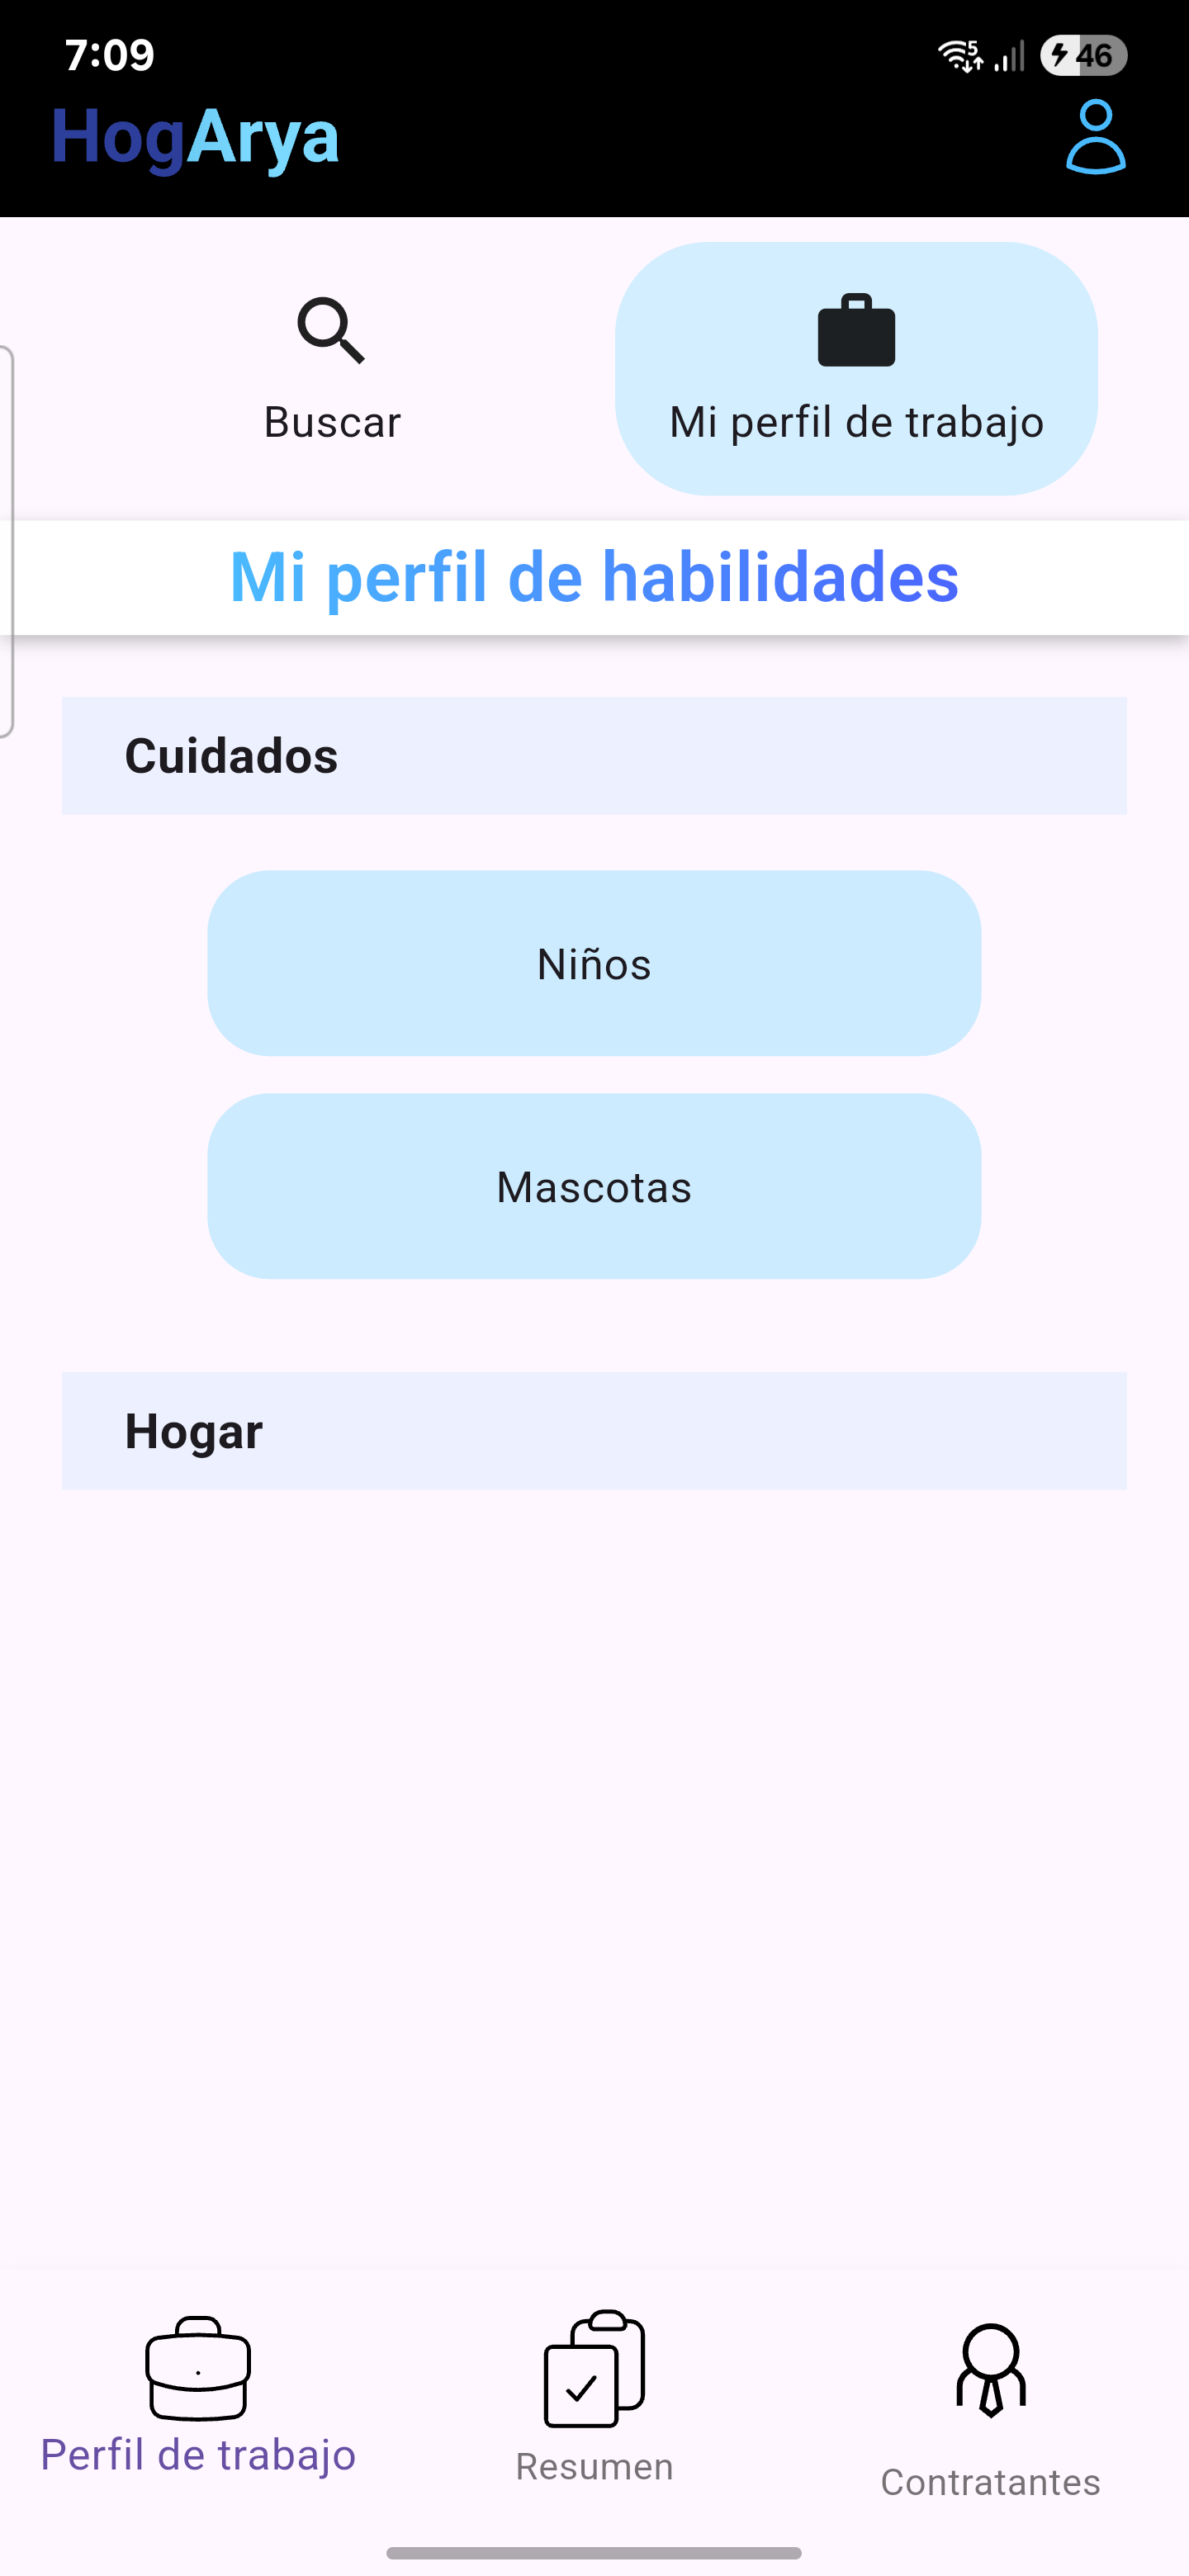 7:09
5
46
HogArya
Buscar
Mi perfil de trabajo
Mi perfil de habilidades
Cuidados
Niños
Mascotas
Hogar
Perfil de trabajo
Resumen
Contratantes